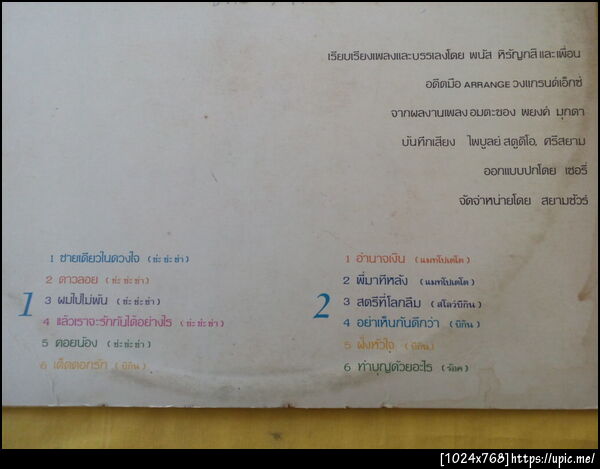 เรียบเรียงเพลงและบรรเลงโดย พนัส หิรัญกสิ และเพื่อน
อดีตมือ ARRANGE วงแกรนด์เอ็กซ์
จากผลงานเพลงอมตะของ พยงค์ มุกดา
บันทึกเสียง ไพบูลย์ สตูดิโอ, ศรีสยาม
ออกแบบปกโดย เชอรี่
จัดจำหน่ายโดย สยามชัวร์
1
1 ชายเดียวในดวงใจ (ช่ะ ช่ะ ช่า)
2 ดาวลอย (ช่ะ ช่ะ ช่า)
3 ผมไปไม่พ้น (ช่ะ ช่ะ ช่า)
4 แล้วเราจะรักกันได้อย่างไร (ช่ะ ช่ะ ช่า)
5 คอยน้อง (ช่ะ ช่ะ ช่า)
6 เด็ดดอกรัก (บีกิน)
2
1 อำนาจเงิน (แมทโปเตโต)
2 พี่มาทีหลัง (แมทโปเตโต)
3 สตรีที่โลกลืม (สโลว์บีกิน)
4 อย่าเห็นกันดีกว่า (บีกิน)
5 ฝั่งหัวใจ (บีกิน)
6 ทำบุญด้วยอะไร (ร้อค)
[1024x768]https://upic.me/